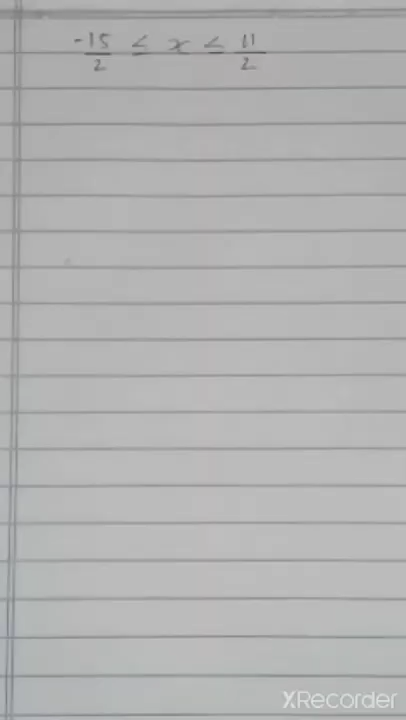 -15/2 ≤ x ≤ 11/2
XRecorder